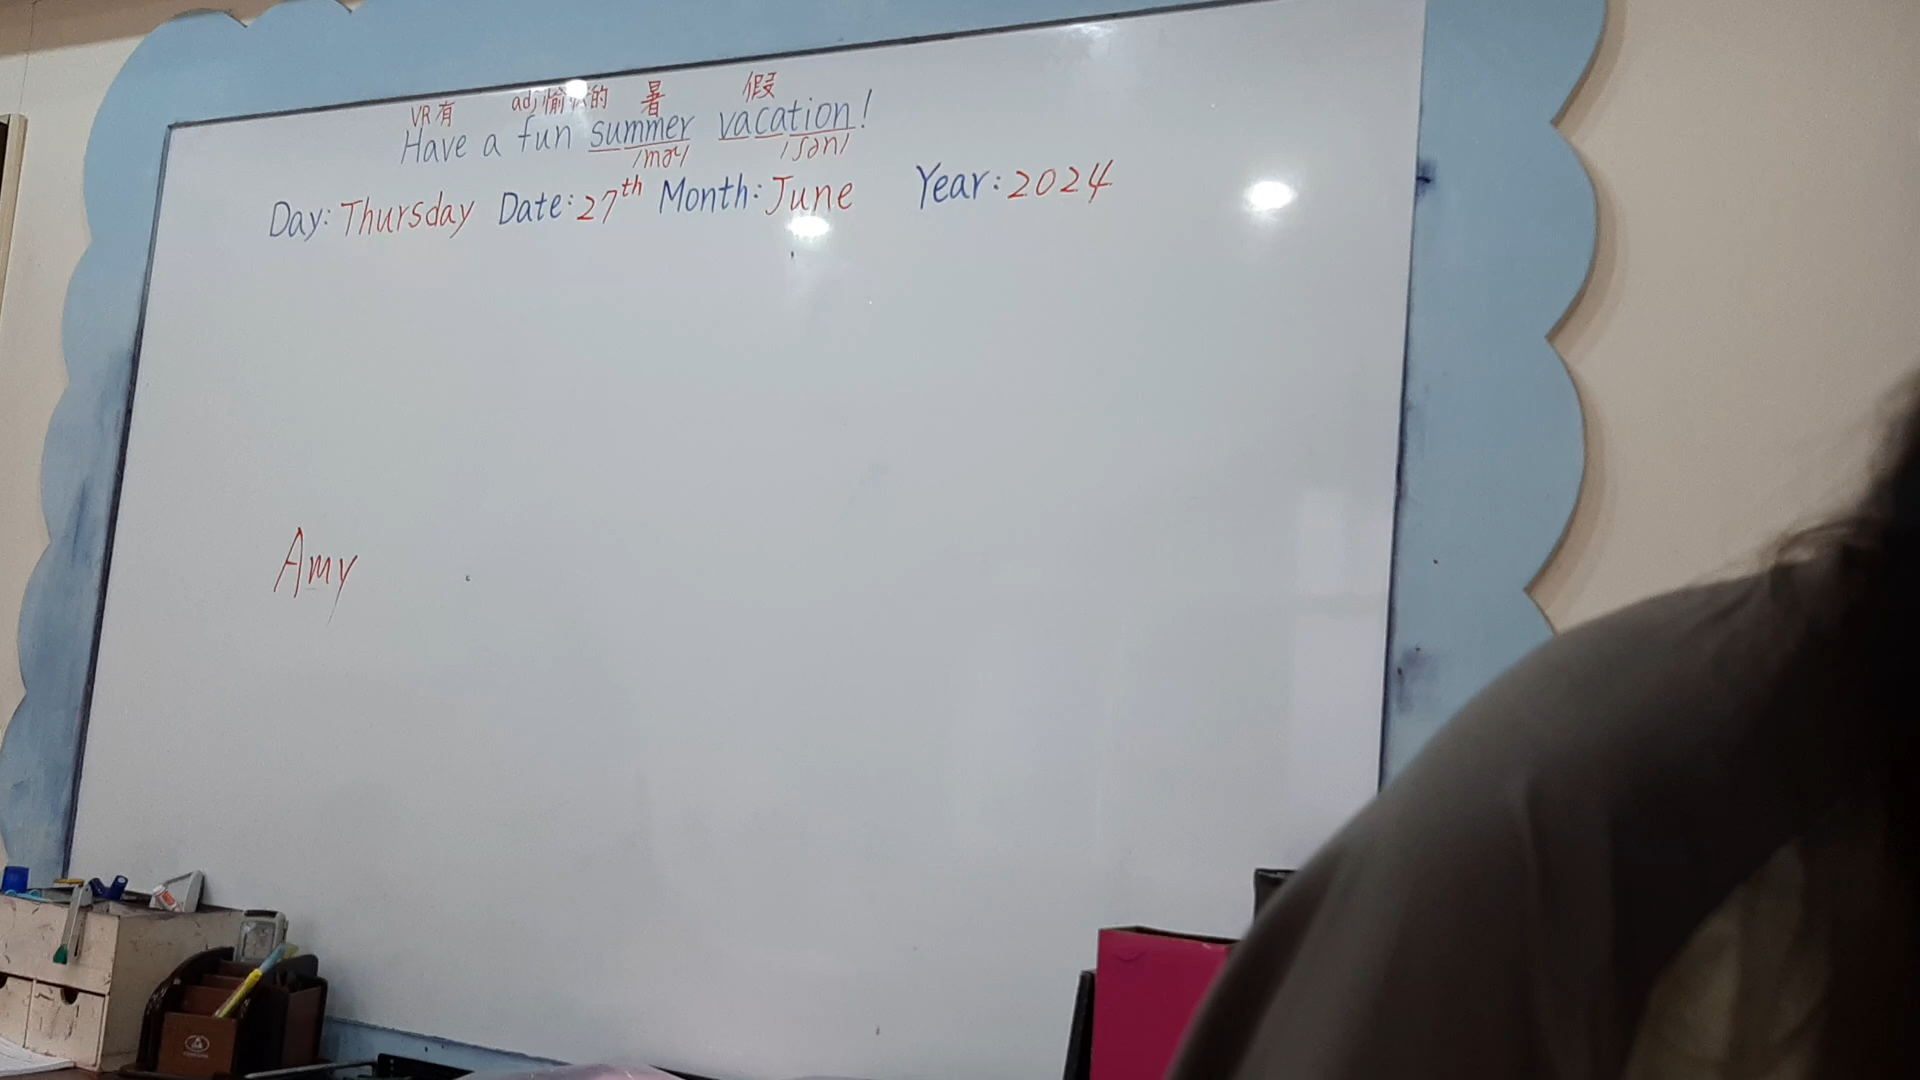 VR有 adj愉快的 暑 假
Have a fun summer vacation!
/mɚ/ /ʃən/
Day: Thursday Date: 27th Month: June Year: 2024
Amy